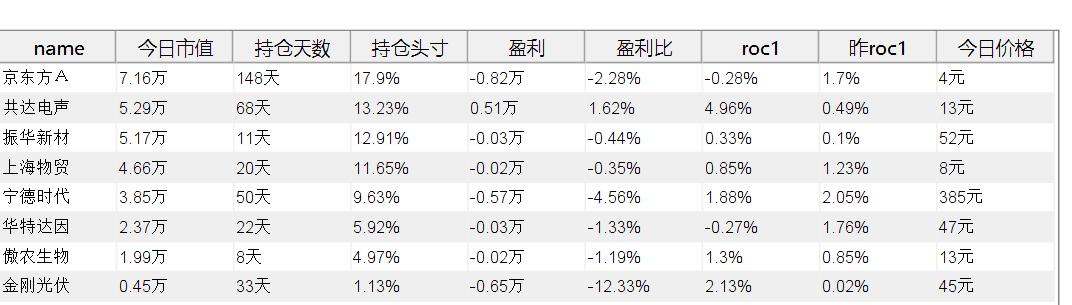 name 今日市值 持仓天数 持仓头寸 盈利 盈利比 roc1 昨roc1 今日价格
京东方Ａ 7.16万 148天 17.9% -0.82万 -2.28% -0.28% 1.7% 4元
共达电声 5.29万 68天 13.23% 0.51万 1.62% 4.96% 0.49% 13元
振华新材 5.17万 11天 12.91% -0.03万 -0.44% 0.33% 0.1% 52元
上海物贸 4.66万 20天 11.65% -0.02万 -0.35% 0.85% 1.23% 8元
宁德时代 3.85万 50天 9.63% -0.57万 -4.56% 1.88% 2.05% 385元
华特达因 2.37万 22天 5.92% -0.03万 -1.33% -0.27% 1.76% 47元
傲农生物 1.99万 8天 4.97% -0.02万 -1.19% 1.3% 0.85% 13元
金刚光伏 0.45万 33天 1.13% -0.65万 -12.33% 2.13% 0.02% 45元